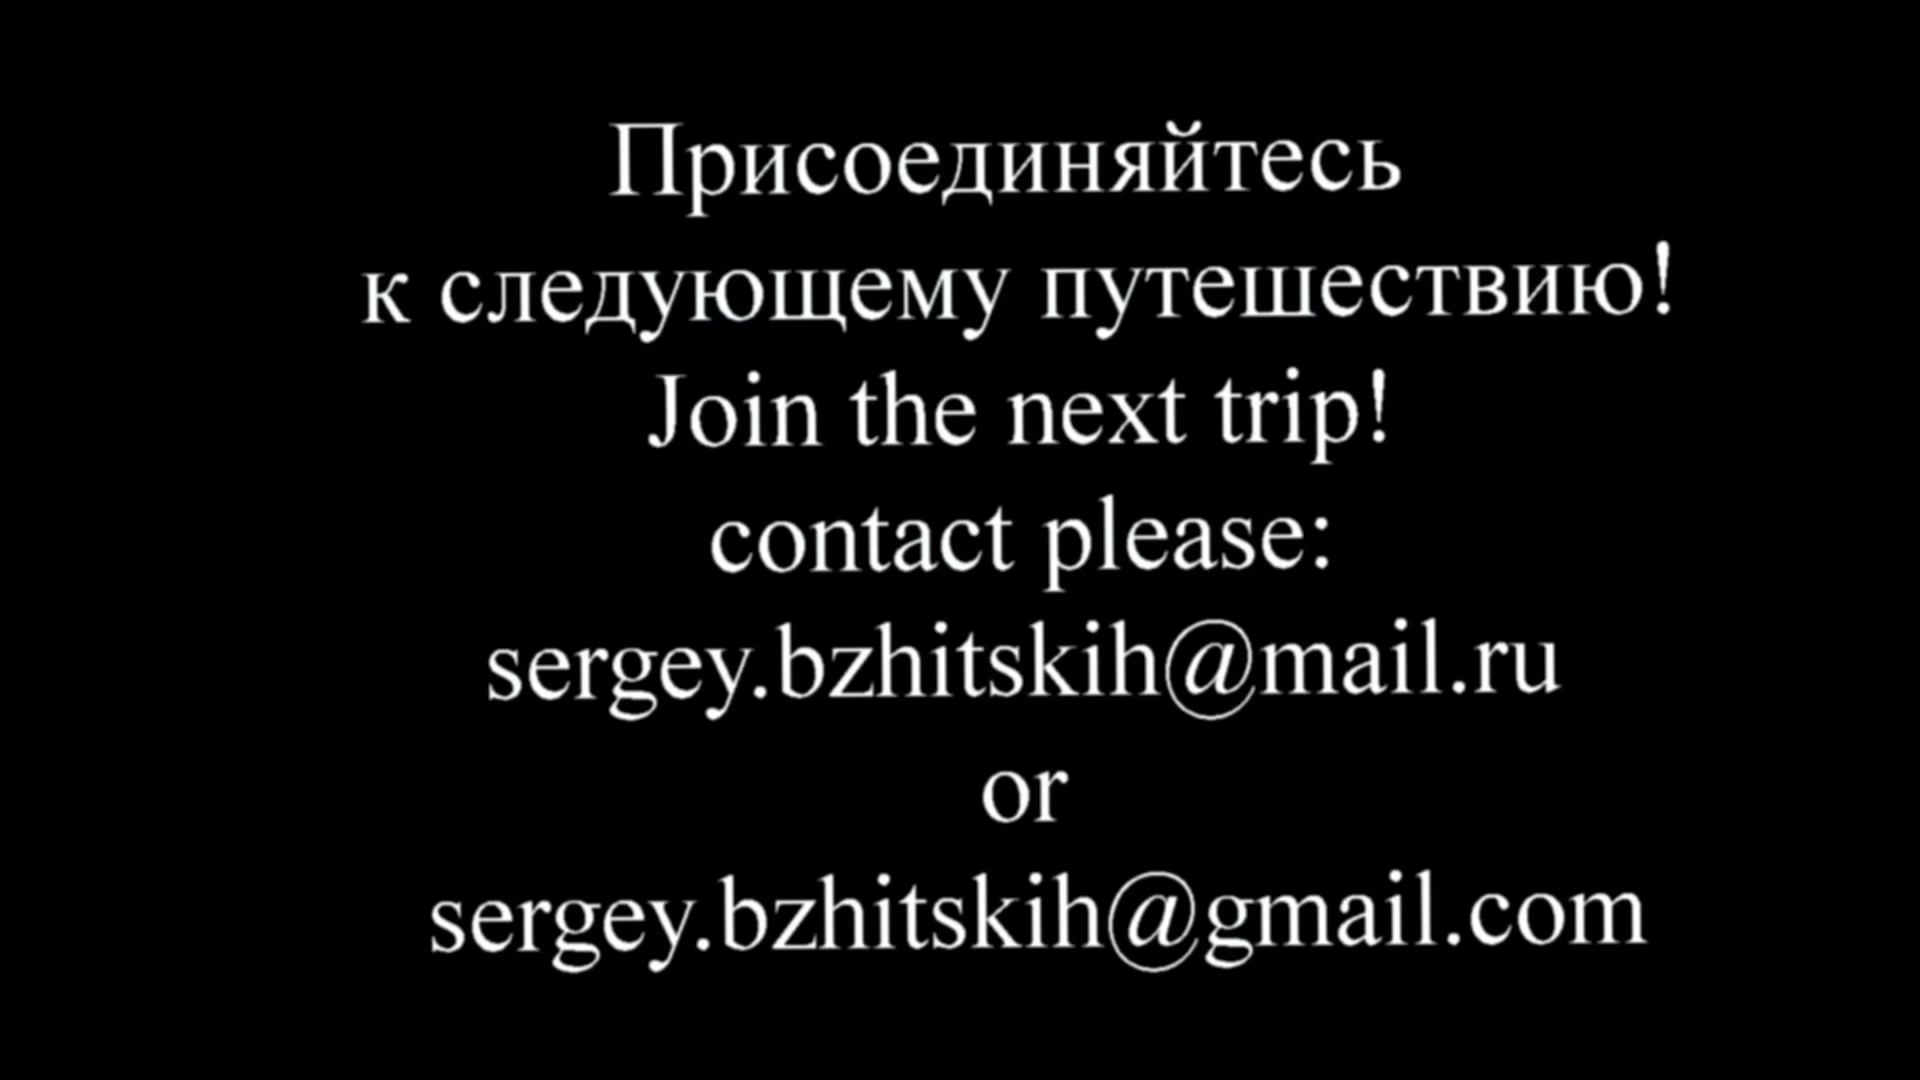 Присоединяйтесь
к следующему путешествию!
Join the next trip!
contact please:
sergey.bzhitskih@mail.ru
or
sergey.bzhitskih@gmail.com